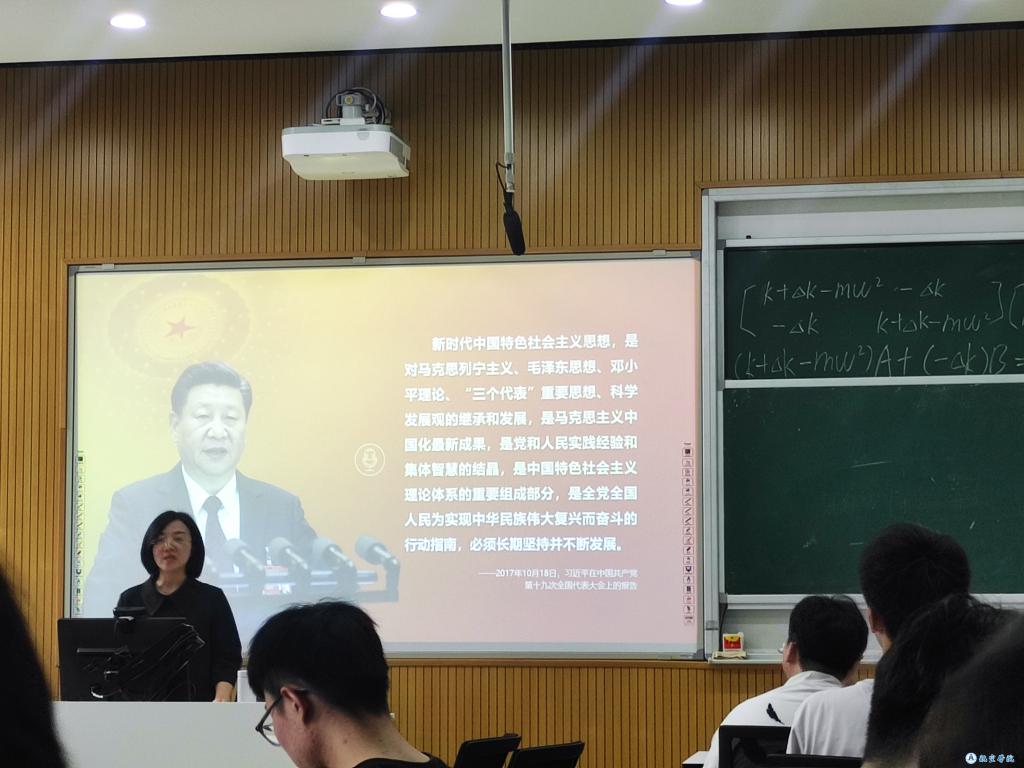 新时代中国特色社会主义思想，是
对马克思列宁主义、毛泽东思想、邓小
平理论、“三个代表”重要思想、科学
发展观的继承和发展，是马克思主义中
国化最新成果，是党和人民实践经验和
集体智慧的结晶，是中国特色社会主义
理论体系的重要组成部分，是全党全国
人民为实现中华民族伟大复兴而奋斗的
行动指南，必须长期坚持并不断发展。
——2017年10月18日，习近平在中国共产党
第十九次全国代表大会上的报告
k+Δk-mω² -Δk
-Δk k+Δk-mω²
(k+Δk-mω²)A+(-Δk)B=
航空学院